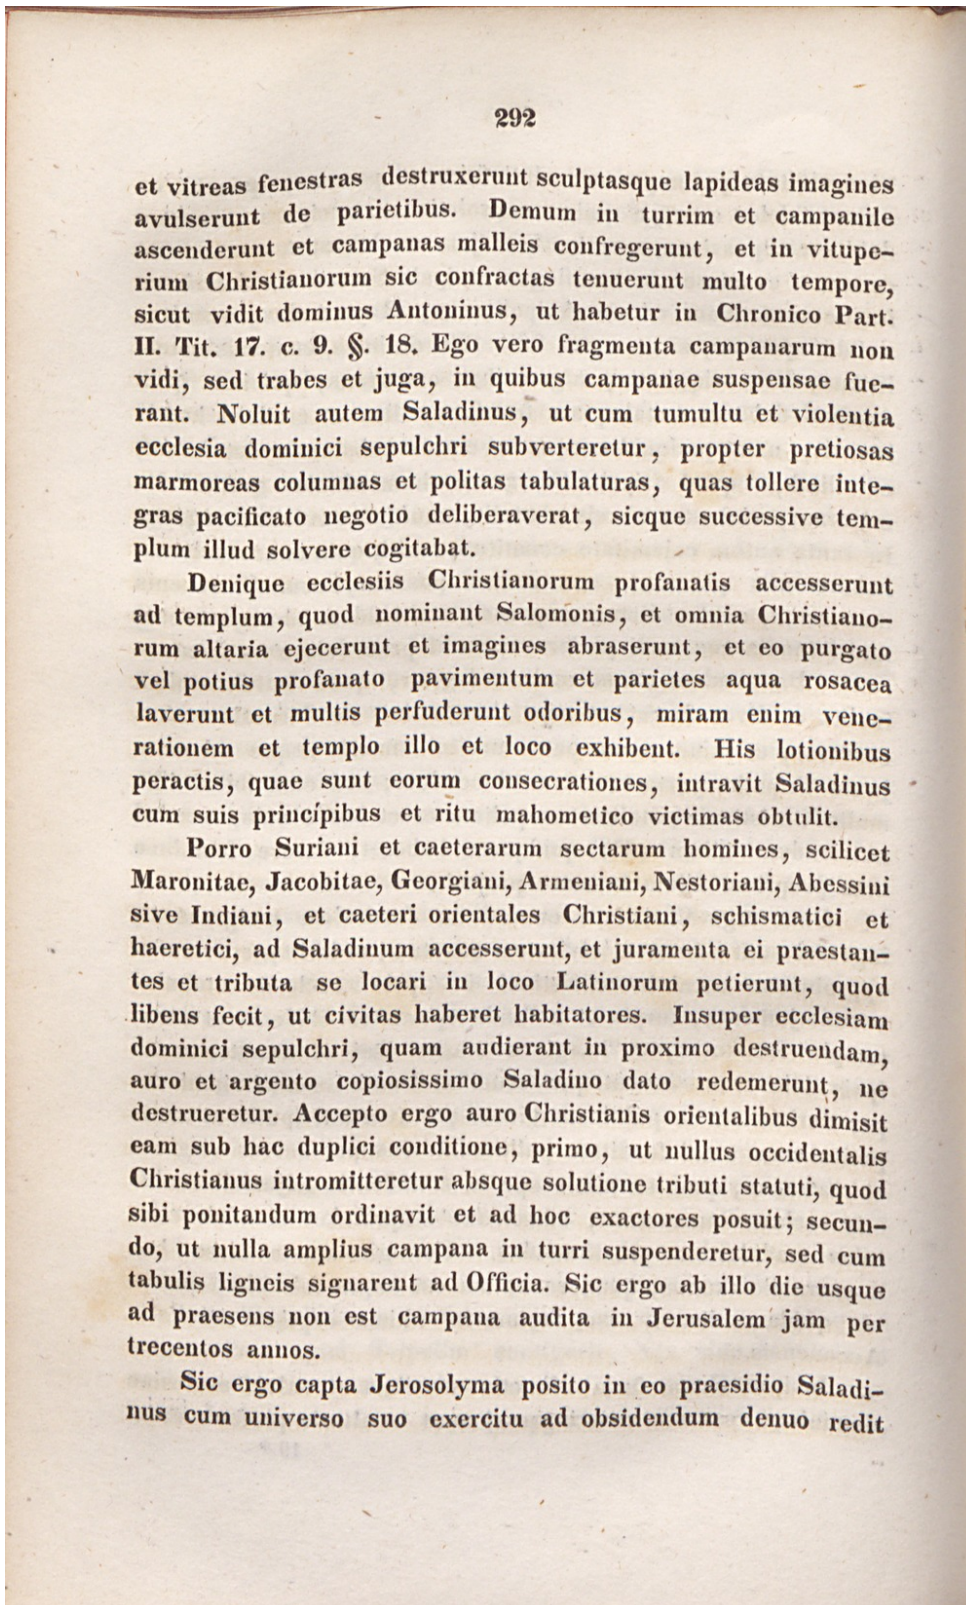 292
et vitreas fenestras destruxerunt sculptasque lapideas imagines
avulserunt de parietibus. Demum in turrim et campanile
ascenderunt et campanas malleis confregerunt, et in vitupe-
rium Christianorum sic confractas tenuerunt multo tempore,
sicut vidit dominus Antoninus, ut habetur in Chronico Part.
II. Tit. 17. c. 9. §. 18. Ego vero fragmenta campanarum non
vidi, sed trabes et juga, in quibus campanae suspensae fue-
rant. Noluit autem Saladinus, ut cum tumultu et violentia
ecclesia dominici sepulchri subverteretur, propter pretiosas
marmoreas columnas et politas tabulaturas, quas tollere inte-
gras pacificato negotio deliberaverat, sicque successive tem-
plum illud solvere cogitabat.
Denique ecclesiis Christianorum profanatis accesserunt
ad templum, quod nominant Salomonis, et omnia Christiano-
rum altaria ejecerunt et imagines abraserunt, et eo purgato
vel potius profanato pavimentum et parietes aqua rosacea
laverunt et multis perfuderunt odoribus, miram enim vene-
rationem et templo illo et loco exhibent. His lotionibus
peractis, quae sunt eorum consecrationes, intravit Saladinus
cum suis principibus et ritu mahometico victimas obtulit.
Porro Suriani et caeterarum sectarum homines, scilicet
Maronitae, Jacobitae, Georgiani, Armeniani, Nestoriani, Abessini
sive Indiani, et caeteri orientales Christiani, schismatici et
haeretici, ad Saladinum accesserunt, et juramenta ei praestan-
tes et tributa se locari in loco Latinorum petierunt, quod
libens fecit, ut civitas haberet habitatores. Insuper ecclesiam
dominici sepulchri, quam audierant in proximo destruendam,
auro et argento copiosissimo Saladino dato redemerunt, ne
destrueretur. Accepto ergo auro Christianis orientalibus dimisit
eam sub hac duplici conditione, primo, ut nullus occidentalis
Christianus intromitteretur absque solutione tributi statuti, quod
sibi ponitandum ordinavit et ad hoc exactores posuit; secun-
do, ut nulla amplius campana in turri suspenderetur, sed cum
tabulis ligneis signarent ad Officia. Sic ergo ab illo die usque
ad praesens non est campana audita in Jerusalem jam per
trecentos annos.
Sic ergo capta Jerosolyma posito in eo praesidio Saladi-
nus cum universo suo exercitu ad obsidendum denuo redit